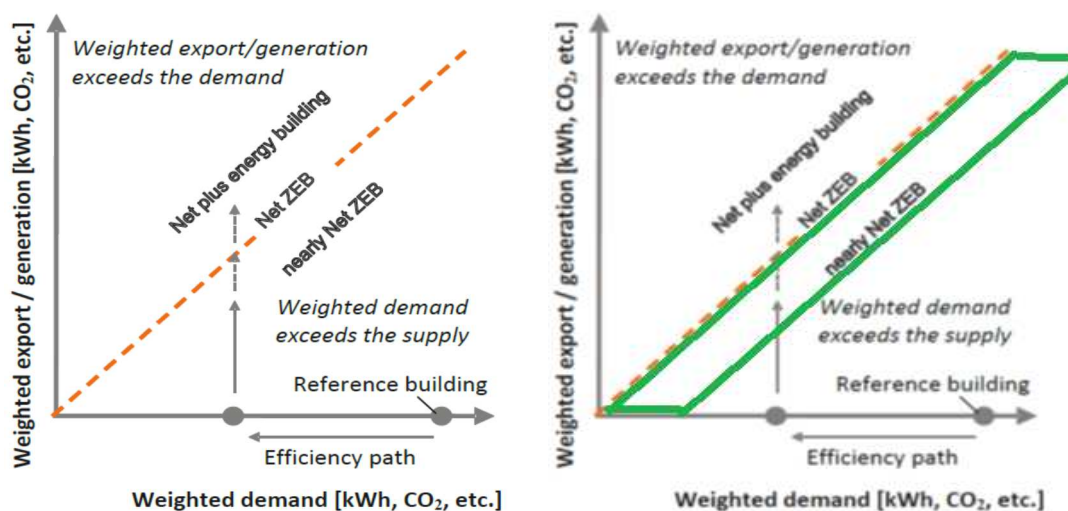 Weighted export / generation [kWh, CO₂, etc.]
Weighted export/generation
exceeds the demand
Net plus energy building
Net ZEB
nearly Net ZEB
Weighted demand
exceeds the supply
Reference building
Efficiency path
Weighted demand [kWh, CO₂, etc.]
Weighted export / generation [kWh, CO₂, etc.]
Weighted export/generation
exceeds the demand
Net plus energy building
Net ZEB
nearly Net ZEB
Weighted demand
exceeds the supply
Reference building
Efficiency path
Weighted demand [kWh, CO₂, etc.]